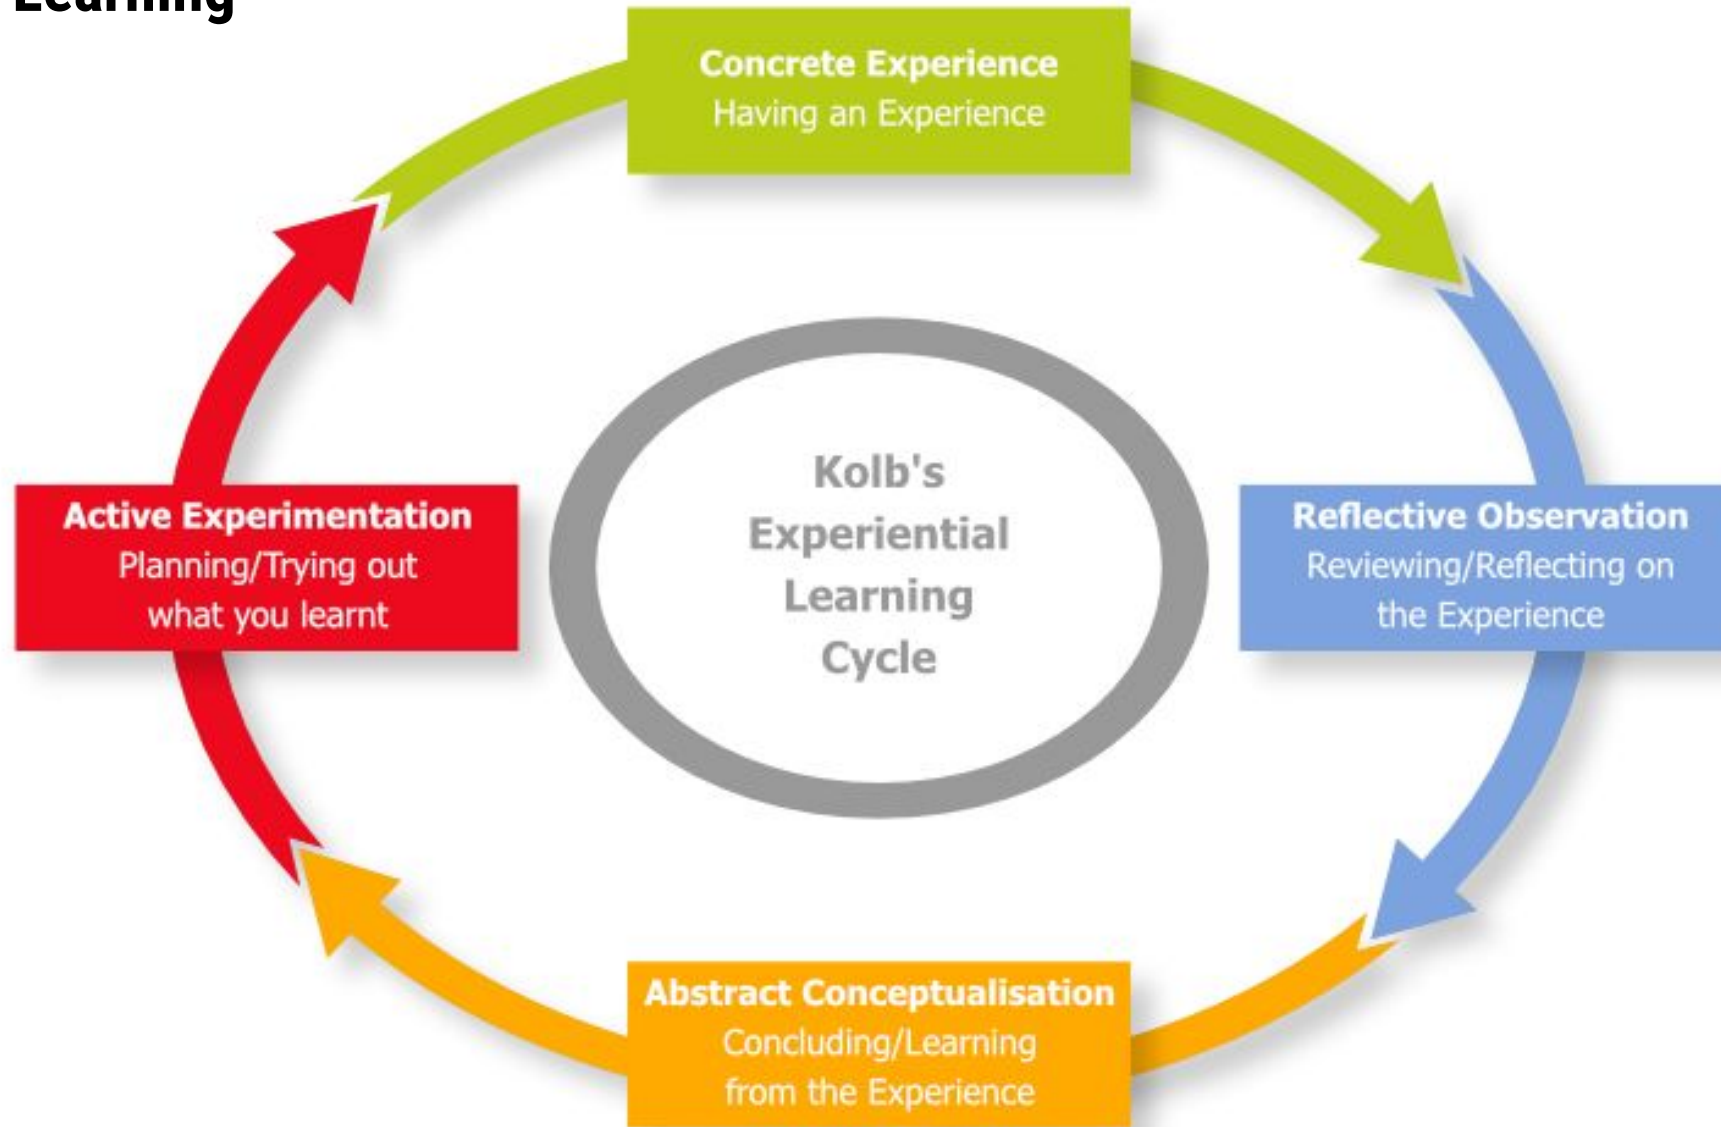 Learning
Concrete Experience
Having an Experience
Kolb's
Experiential
Learning
Cycle
Active Experimentation
Planning/Trying out
what you learnt
Reflective Observation
Reviewing/Reflecting on
the Experience
Abstract Conceptualisation
Concluding/Learning
from the Experience